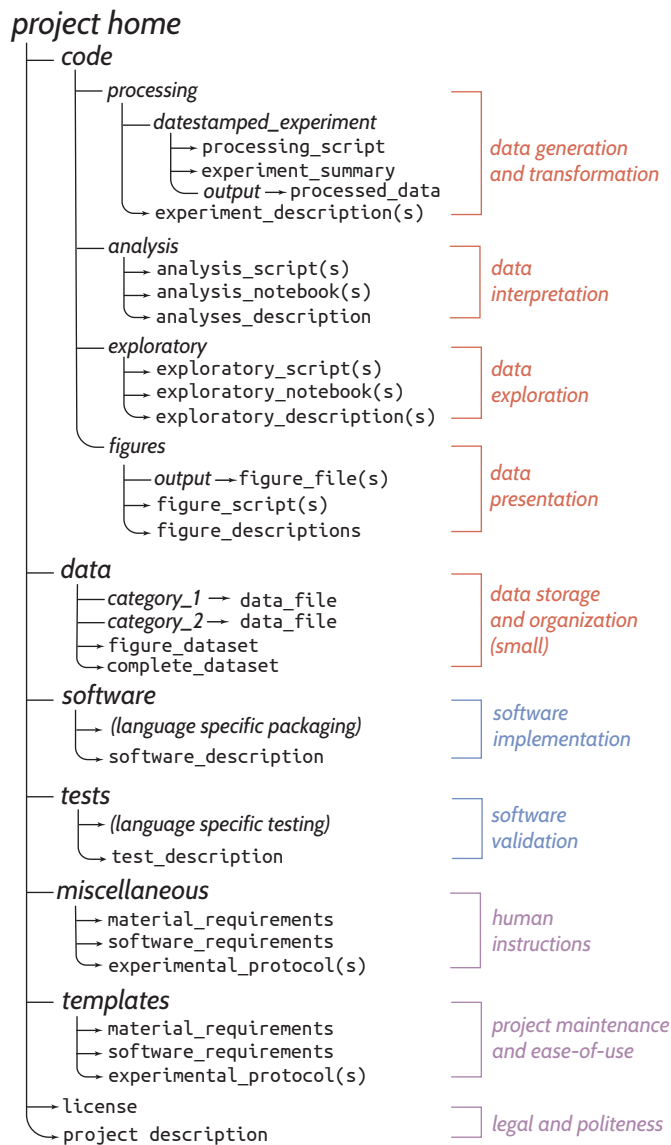 project home
code
processing
datestamped_experiment
processing_script
experiment_summary
output → processed_data
experiment_description(s)
data generation
and transformation
analysis
analysis_script(s)
analysis_notebook(s)
analyses_description
data
interpretation
exploratory
exploratory_script(s)
exploratory_notebook(s)
exploratory_description(s)
data
exploration
figures
output → figure_file(s)
figure_script(s)
figure_descriptions
data
presentation
data
category_1 → data_file
category_2 → data_file
figure_dataset
complete_dataset
data storage
and organization
(small)
software
(language specific packaging)
software_description
software
implementation
tests
(language specific testing)
test_description
software
validation
miscellaneous
material_requirements
software_requirements
experimental_protocol(s)
human
instructions
templates
material_requirements
software_requirements
experimental_protocol(s)
project maintenance
and ease-of-use
license
project description
legal and politeness